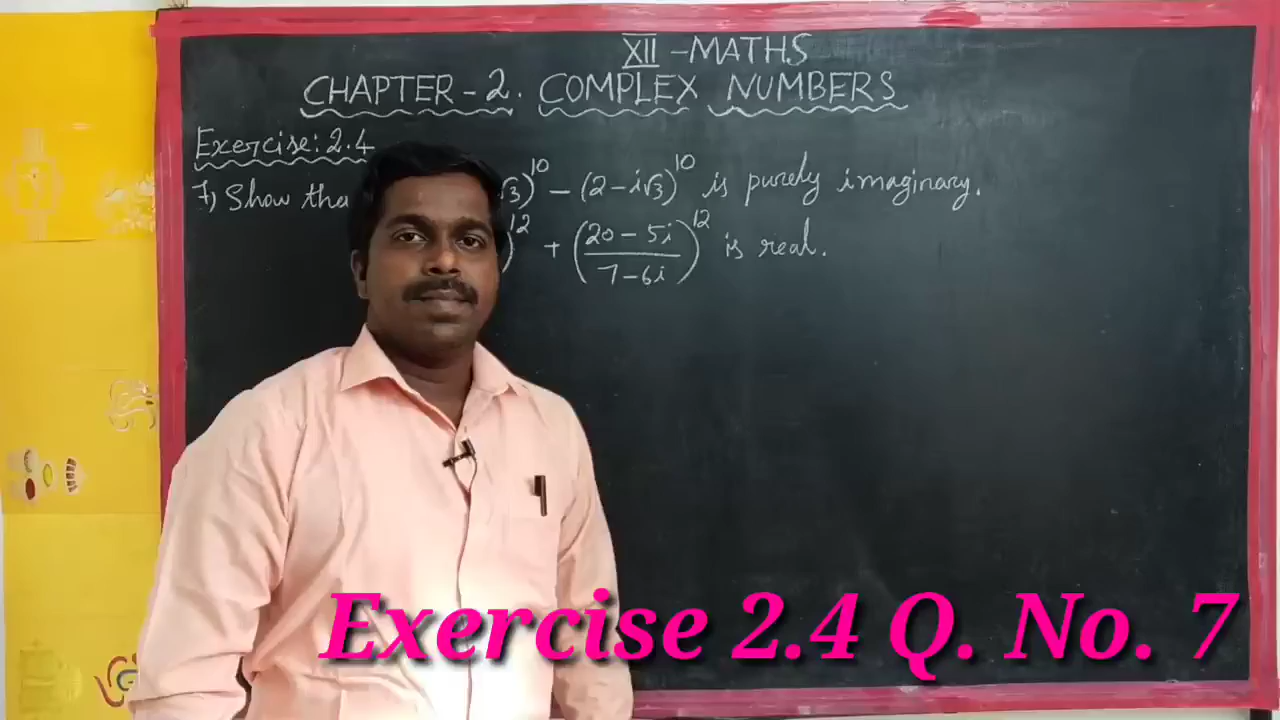 XII - MATHS
CHAPTER - 2. COMPLEX NUMBERS
Exercise: 2.4
7) Show tha √3)^10 - (2 - i√3)^10 is purely imaginary.
)^12 + ((20 - 5i)/(7 - 6i))^12 is real.
Exercise 2.4 Q. No. 7